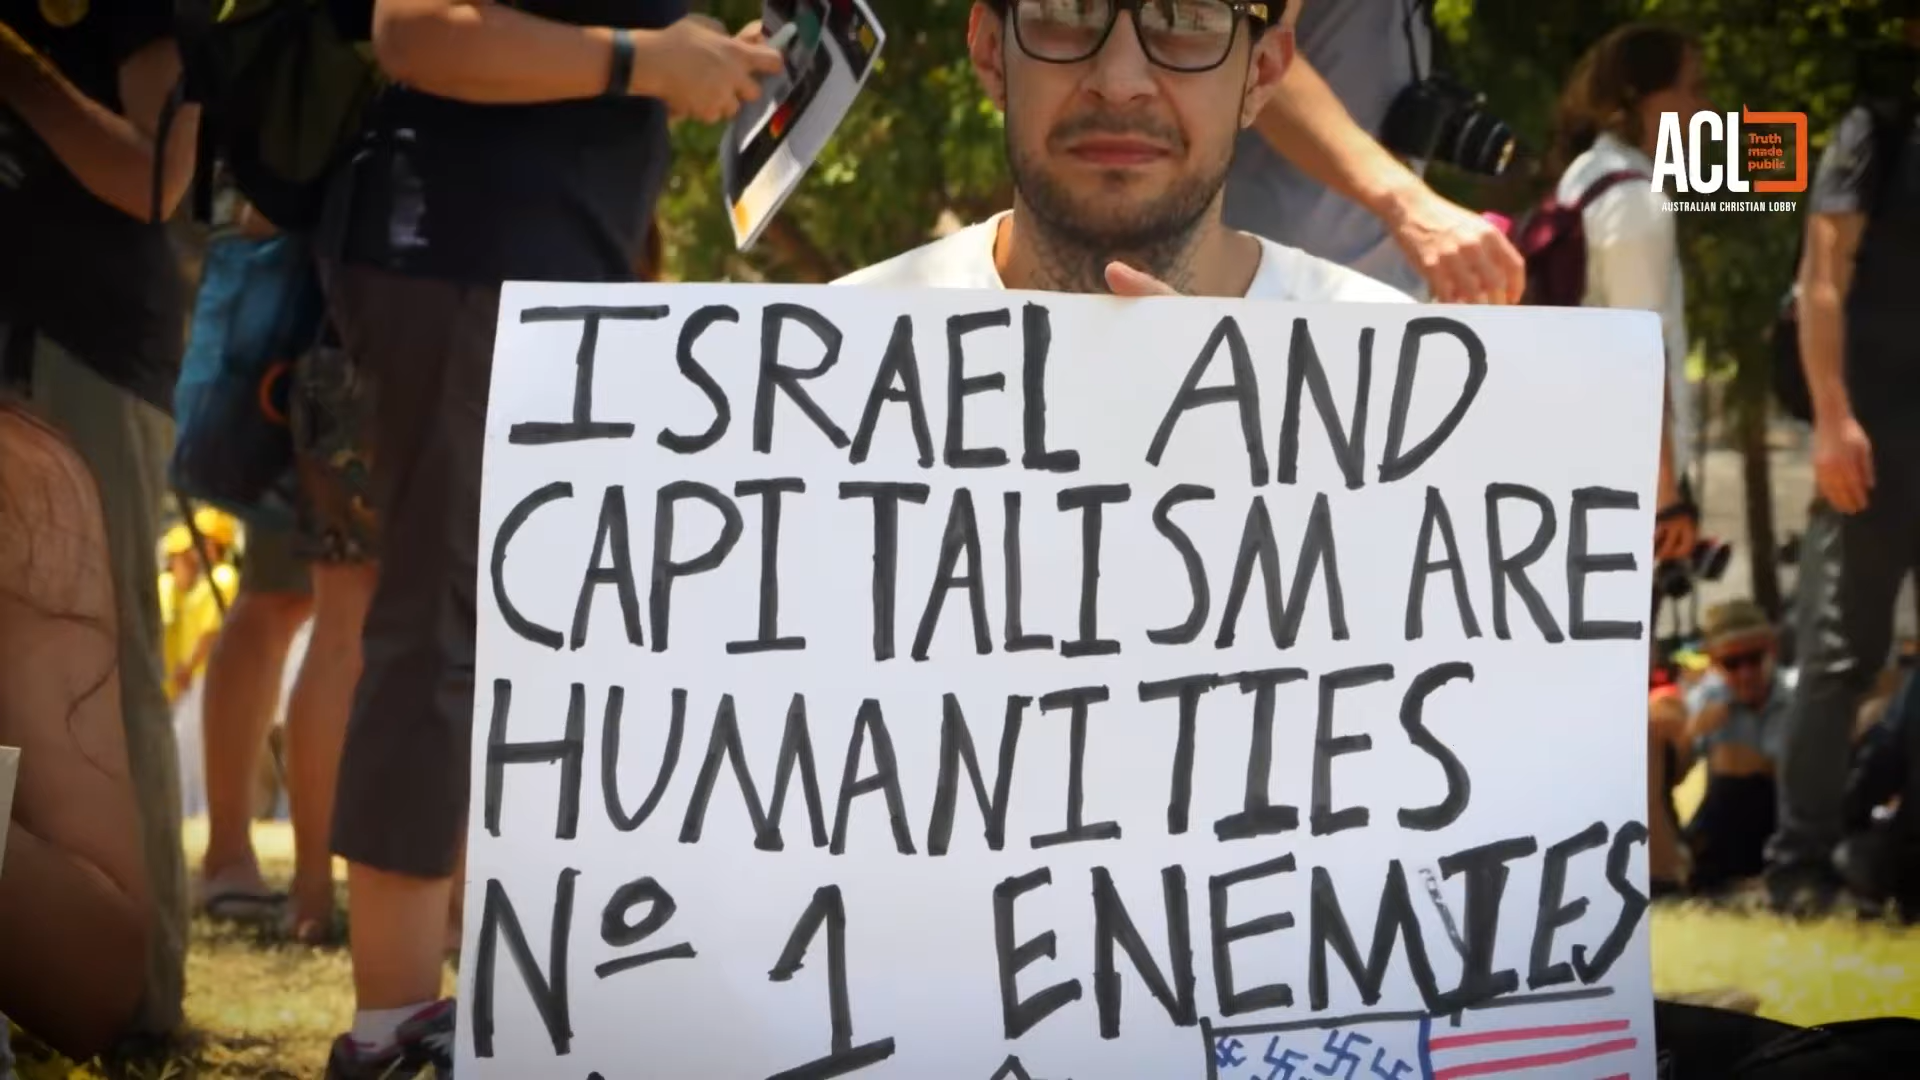 ACL
Truth
made
public
AUSTRALIAN CHRISTIAN LOBBY
ISRAEL AND
CAPITALISM ARE
HUMANITIES
Nº 1 ENEMIES